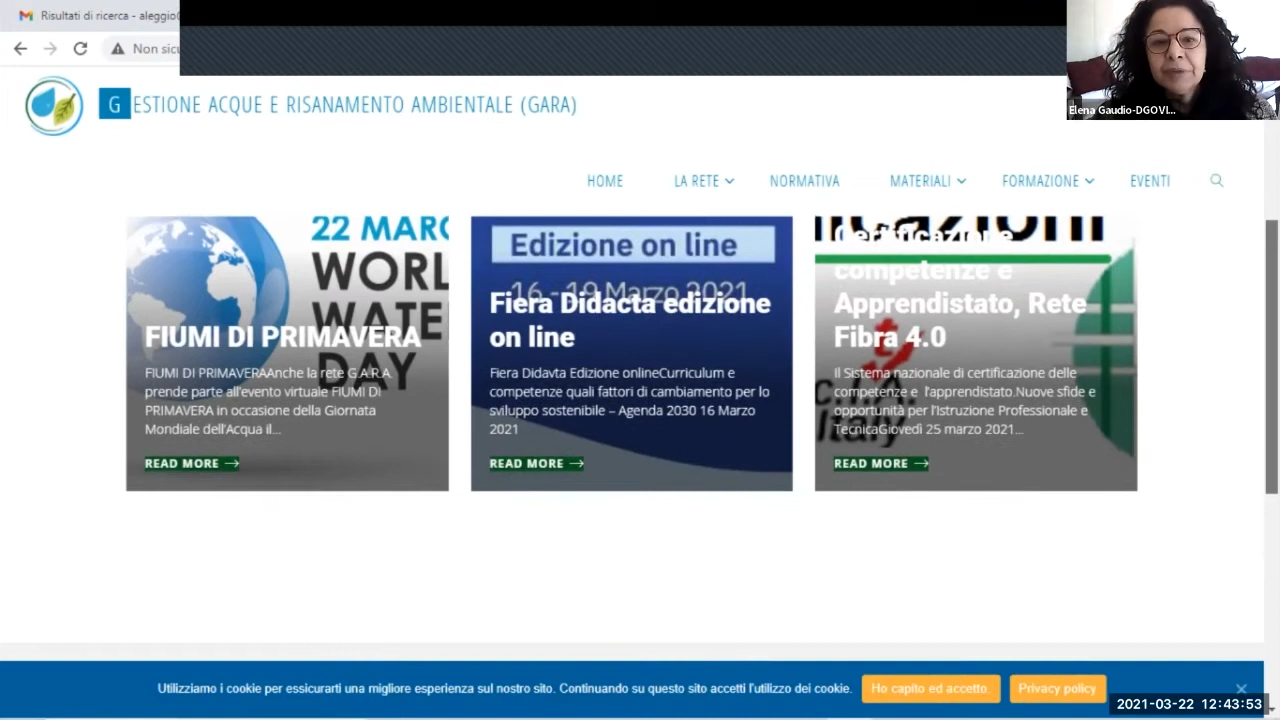 Risultati di ricerca - aleggio
Non sicu
Elena Gaudio-DGOVI...
GESTIONE ACQUE E RISANAMENTO AMBIENTALE (GARA)
HOME LA RETE NORMATIVA MATERIALI FORMAZIONE EVENTI
22 MARC
WORL
WATE
DAY
FIUMI DI PRIMAVERA
FIUMI DI PRIMAVERAAnche la rete G.A.R.A.
prende parte all'evento virtuale FIUMI DI
PRIMAVERA in occasione della Giornata
Mondiale dell'Acqua il...
READ MORE
Edizione on line
16 - 19 Marzo 2021
Fiera Didacta edizione
on line
Fiera Didavta Edizione onlineCurriculum e
competenze quali fattori di cambiamento per lo
sviluppo sostenibile – Agenda 2030 16 Marzo
2021
READ MORE
Certificazione
competenze e
Apprendistato, Rete
Fibra 4.0
Il Sistema nazionale di certificazione delle
competenze e l'apprendistato.Nuove sfide e
opportunità per l'Istruzione Professionale e
TecnicaGiovedì 25 marzo 2021...
READ MORE
Utilizziamo i cookie per essicurarti una migliore esperienza sul nostro sito. Continuando su questo sito accetti l'utilizzo dei cookie.
Ho capito ed accetto.
Privacy policy
2021-03-22 12:43:53